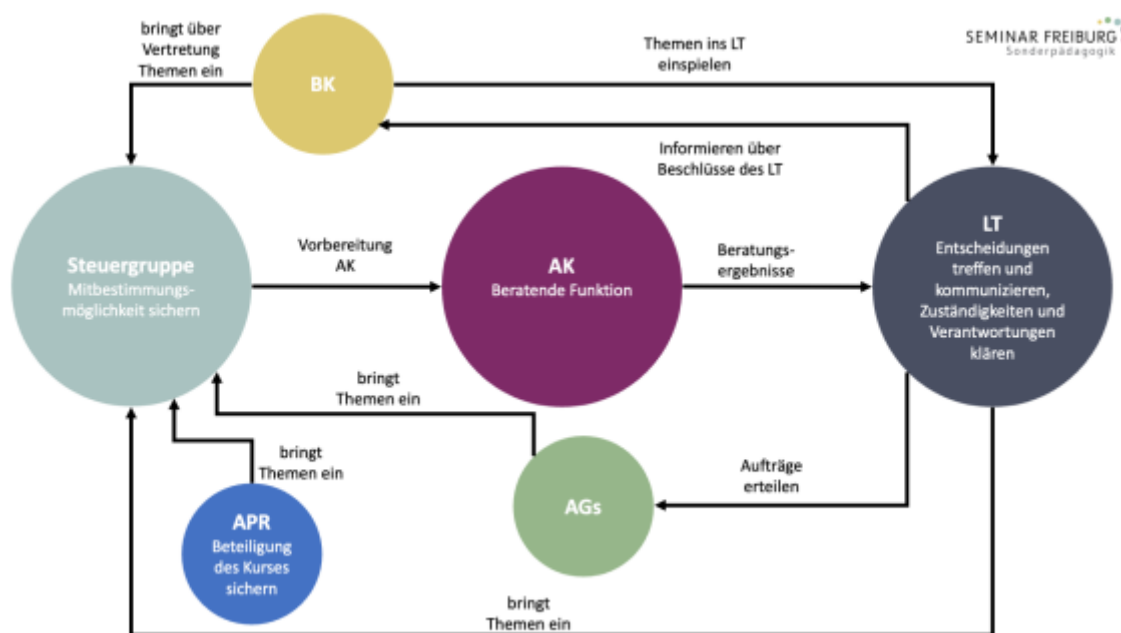 bringt über
Vertretung
Themen ein
BK
Themen ins LT
einspielen
SEMINAR FREIBURG
Sonderpädagogik
Informieren über
Beschlüsse des LT
Steuergruppe
Mitbestimmungs-
möglichkeit sichern
Vorbereitung
AK
AK
Beratende Funktion
Beratungs-
ergebnisse
LT
Entscheidungen
treffen und
kommunizieren,
Zuständigkeiten und
Verantwortungen
klären
bringt
Themen ein
bringt
Themen ein
APR
Beteiligung
des Kurses
sichern
AGs
Aufträge
erteilen
bringt
Themen ein